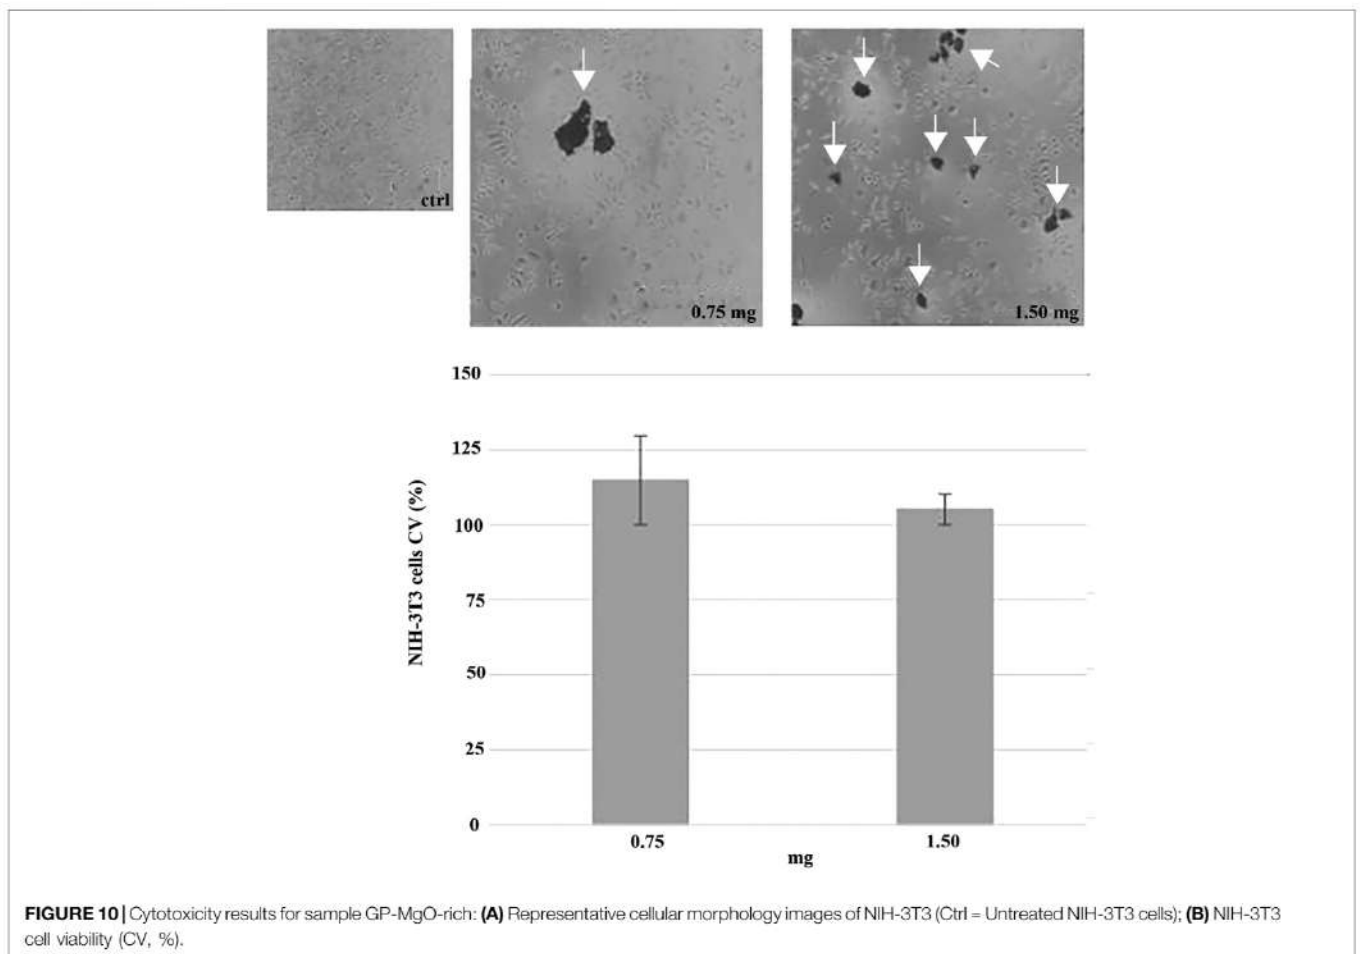 ctrl
0.75 mg
1.50 mg
150
125
100
75
50
25
0
NIH-3T3 cells CV (%)
0.75
1.50
mg
FIGURE 10 | Cytotoxicity results for sample GP-MgO-rich: (A) Representative cellular morphology images of NIH-3T3 (Ctrl = Untreated NIH-3T3 cells); (B) NIH-3T3
cell viability (CV, %).